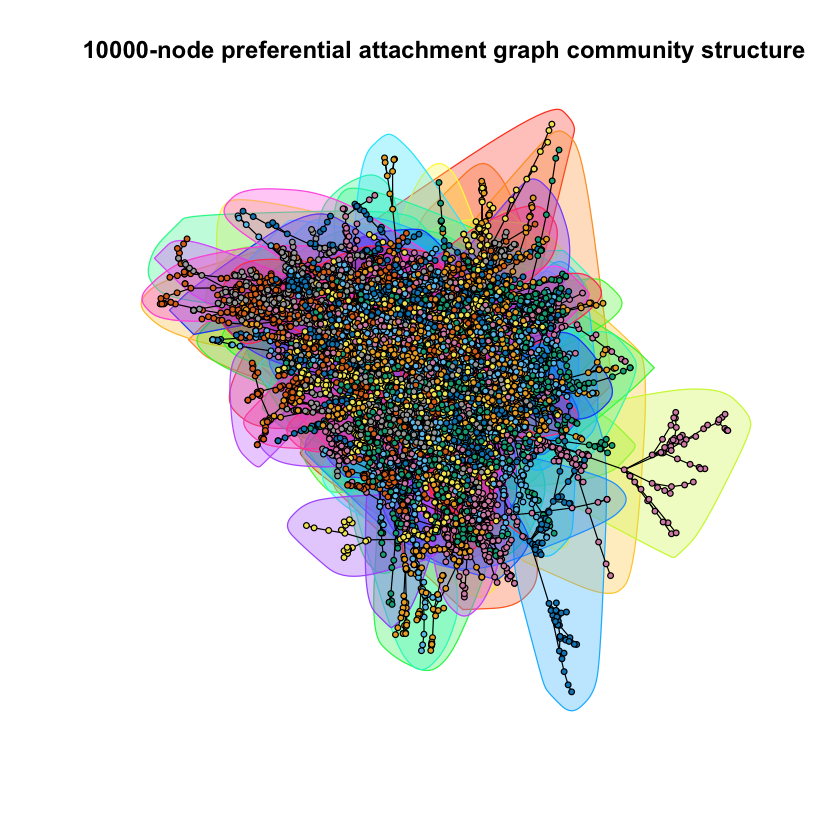 10000-node preferential attachment graph community structure